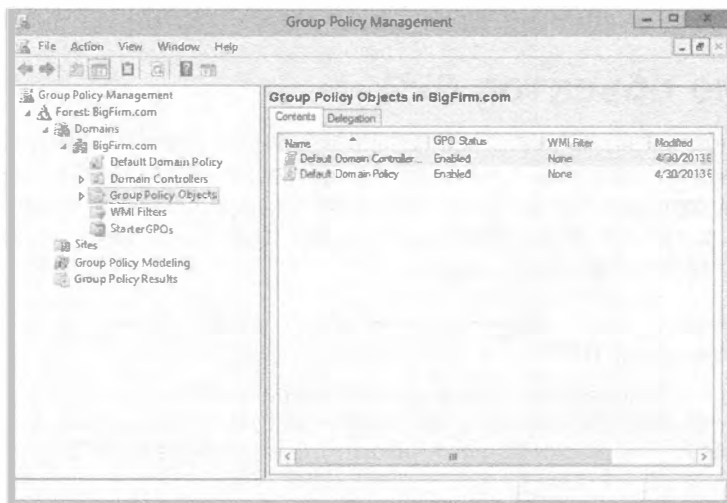 Group Policy Management
File Action View Window Help
Group Policy Management
Forest: BigFirm.com
Domains
BigFirm.com
Default Domain Policy
Domain Controllers
Group Policy Objects
WMI Filters
Starter GPOs
Sites
Group Policy Modeling
Group Policy Results
Group Policy Objects in BigFirm.com
Contents Delegation
Name GPO Status WMI Filter Modified
Default Domain Controller... Enabled None 4/30/2013 8
Default Domain Policy Enabled None 4/30/2013 8